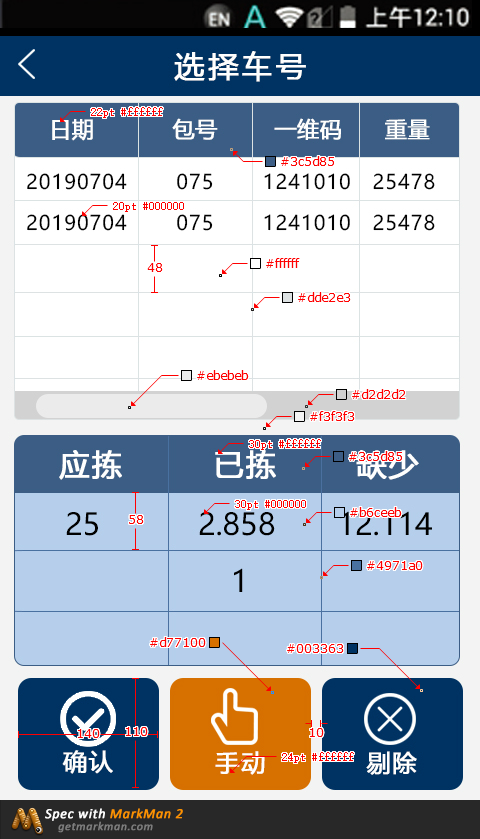 EN A 2 上午12:10
选择车号
22pt #ffffff
日期 包号 一维码 重量
#3c5d85
20190704 075 1241010 25478
20pt #000000
20190704 075 1241010 25478
48 #ffffff
#dde2e3
#ebebeb
#d2d2d2
#f3f3f3
30pt #ffffff
应拣 已拣 缺少
#3c5d85
30pt #000000
25 58 2.858 12.114
#b6ceeb
#4971a0
1
#d77100 #003363
140 110 10
确认 手动 剔除
24pt #ffffff
Spec with MarkMan 2
getmarkman.com